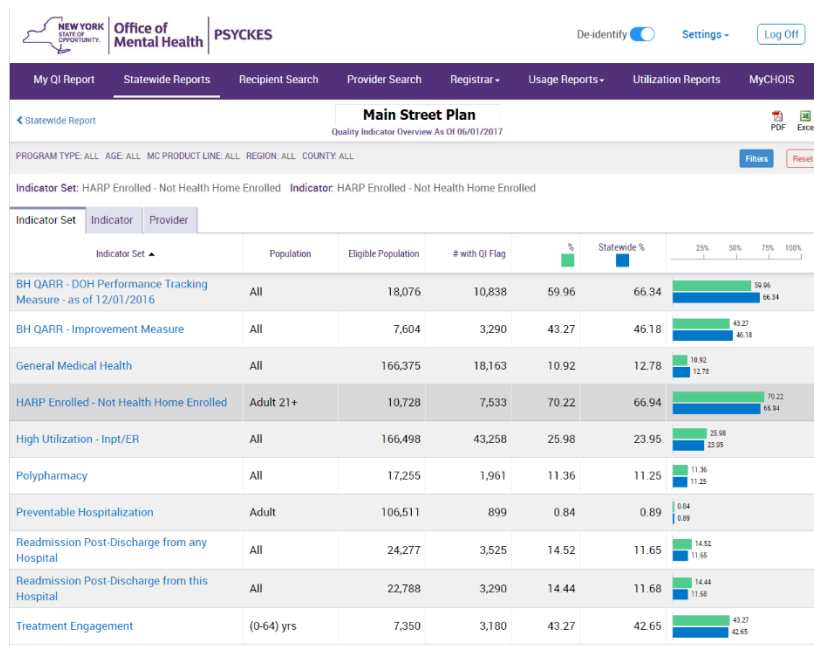 NEW YORK STATE OF OPPORTUNITY. Office of Mental Health PSYCKES De-identify Settings Log Off
My QI Report Statewide Reports Recipient Search Provider Search Registrar Usage Reports Utilization Reports MyCHOIS
Statewide Report Main Street Plan
Quality Indicator Overview As Of 06/01/2017 PDF Exce
PROGRAM TYPE: ALL AGE: ALL MC PRODUCT LINE: ALL REGION: ALL COUNTY: ALL Filters Reset
Indicator Set: HARP Enrolled - Not Health Home Enrolled Indicator: HARP Enrolled - Not Health Home Enrolled
Indicator Set Indicator Provider
Indicator Set Population Eligible Population # with QI Flag % Statewide % 25% 50% 75% 100%
BH QARR - DOH Performance Tracking
Measure - as of 12/01/2016 All 18,076 10,838 59.96 66.34 59.96 66.34
BH QARR - Improvement Measure All 7,604 3,290 43.27 46.18 43.27 46.18
General Medical Health All 166,375 18,163 10.92 12.78 10.92 12.78
HARP Enrolled - Not Health Home Enrolled Adult 21+ 10,728 7,533 70.22 66.94 70.22 66.94
High Utilization - Inpt/ER All 166,498 43,258 25.98 23.95 25.98 23.95
Polypharmacy All 17,255 1,961 11.36 11.25 11.36 11.25
Preventable Hospitalization Adult 106,511 899 0.84 0.89 0.84 0.89
Readmission Post-Discharge from any
Hospital All 24,277 3,525 14.52 11.65 14.52 11.65
Readmission Post-Discharge from this
Hospital All 22,788 3,290 14.44 11.68 14.44 11.68
Treatment Engagement (0-64) yrs 7,350 3,180 43.27 42.65 43.27 42.65